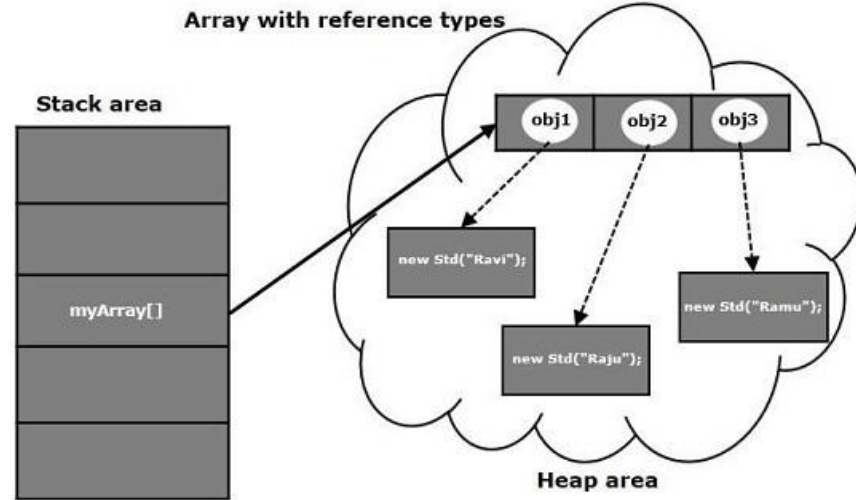 Array with reference types
Stack area
obj1 obj2 obj3
new Std("Ravi");
myArray[]
new Std("Ramu");
new Std("Raju");
Heap area